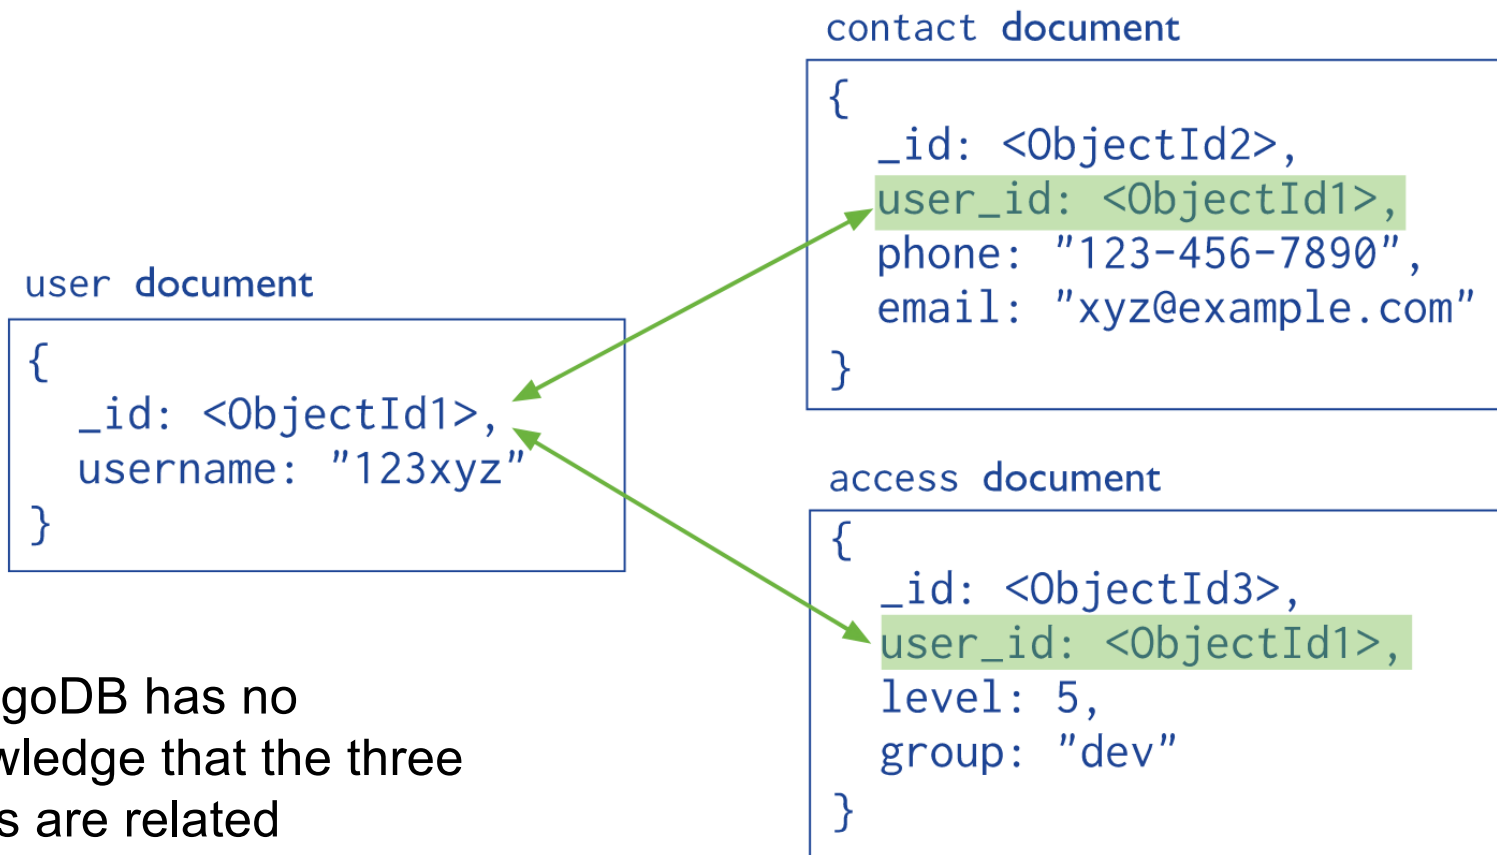 contact document
{
_id: <ObjectId2>,
user_id: <ObjectId1>,
phone: "123-456-7890",
email: "xyz@example.com"
}
user document
{
_id: <ObjectId1>,
username: "123xyz"
}
access document
{
_id: <ObjectId3>,
user_id: <ObjectId1>,
level: 5,
group: "dev"
}
goDB has no
wledge that the three
s are related